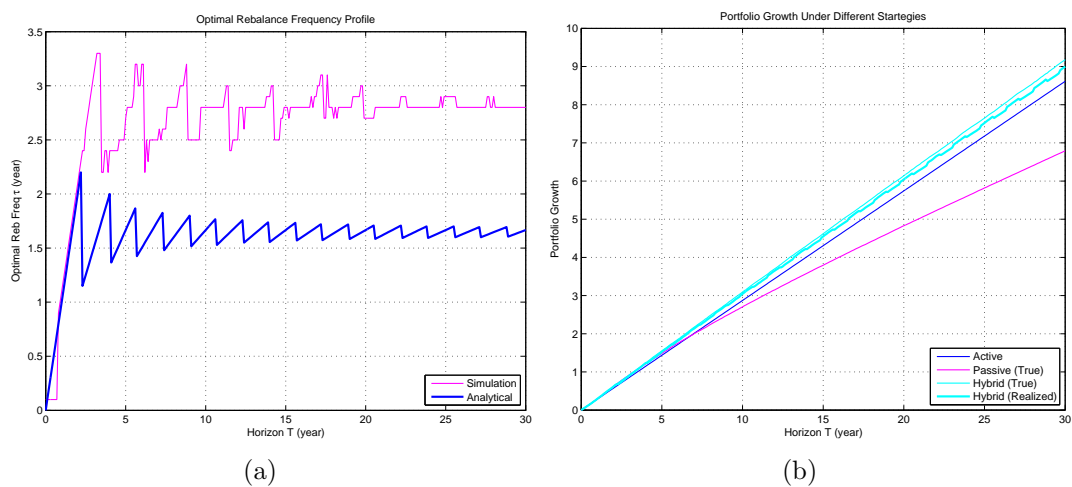 Optimal Rebalance Frequency Profile
3.5
3
2.5
2
1.5
1
0.5
0
Optimal Reb Freq τ (year)
0 5 10 15 20 25 30
Horizon T (year)
Simulation
Analytical
(a)
Portfolio Growth Under Different Startegies
10
9
8
7
6
5
4
3
2
1
0
Portfolio Growth
0 5 10 15 20 25 30
Horizon T (year)
Active
Passive (True)
Hybrid (True)
Hybrid (Realized)
(b)